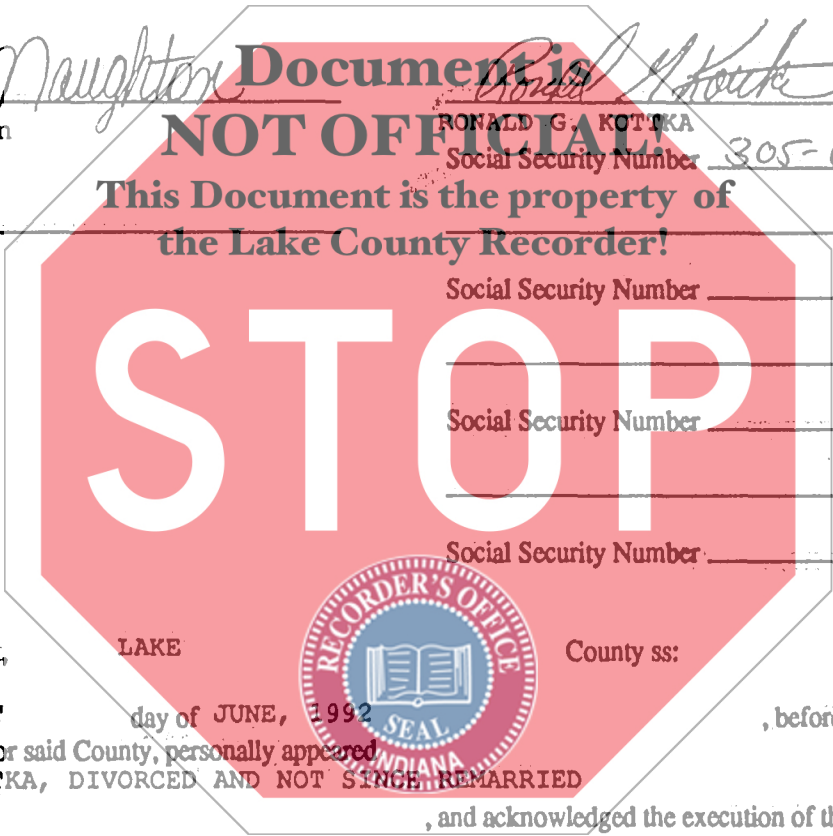 Naughton
Document is
NOT OFFICIAL!
RONALD G. KOTTKA
Social Security Number 305-
This Document is the property of
the Lake County Recorder!
Social Security Number
STOP
Social Security Number
Social Security Number
RECORDER'S OFFICE
SEAL
INDIANA
LAKE County ss:
day of JUNE, 1992 , before
r said County, personally appeared
KA, DIVORCED AND NOT SINCE REMARRIED
, and acknowledged the execution of th